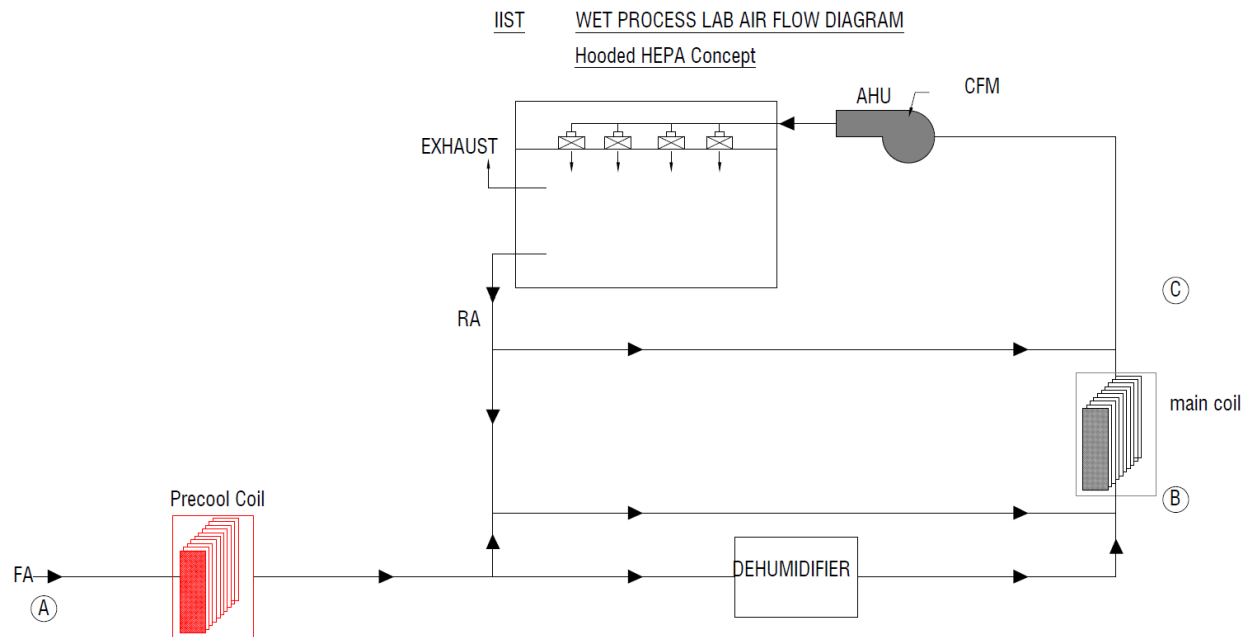 IIST WET PROCESS LAB AIR FLOW DIAGRAM
Hooded HEPA Concept
AHU
CFM
EXHAUST
C
RA
main coil
B
Precool Coil
FA
DEHUMIDIFIER
A